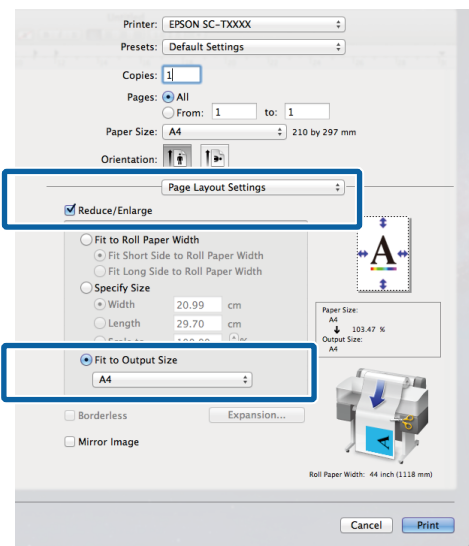 Printer: EPSON SC-TXXXX
Presets: Default Settings
Copies: 1
Pages: All
From: 1 to: 1
Paper Size: A4 210 by 297 mm
Orientation:
Page Layout Settings
Reduce/Enlarge
Fit to Roll Paper Width
Fit Short Side to Roll Paper Width
Fit Long Side to Roll Paper Width
Specify Size
Width 20.99 cm
Length 29.70 cm
Scale to 100.00 %
Fit to Output Size
A4
A
Paper Size:
A4
103.47 %
Output Size:
A4
Borderless Expansion...
Mirror Image
A
Roll Paper Width: 44 inch (1118 mm)
Cancel Print